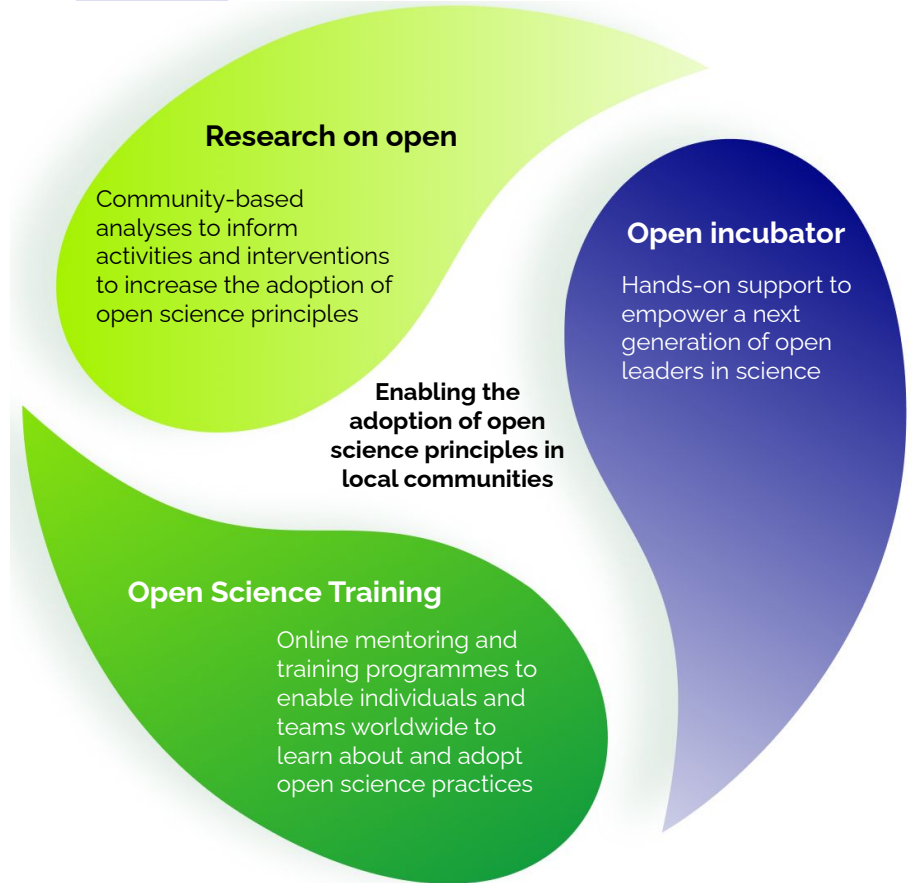 Research on open
Community-based
analyses to inform
activities and interventions
to increase the adoption of
open science principles
Open incubator
Hands-on support to
empower a next
generation of open
leaders in science
Enabling the
adoption of open
science principles in
local communities
Open Science Training
Online mentoring and
training programmes to
enable individuals and
teams worldwide to
learn about and adopt
open science practices